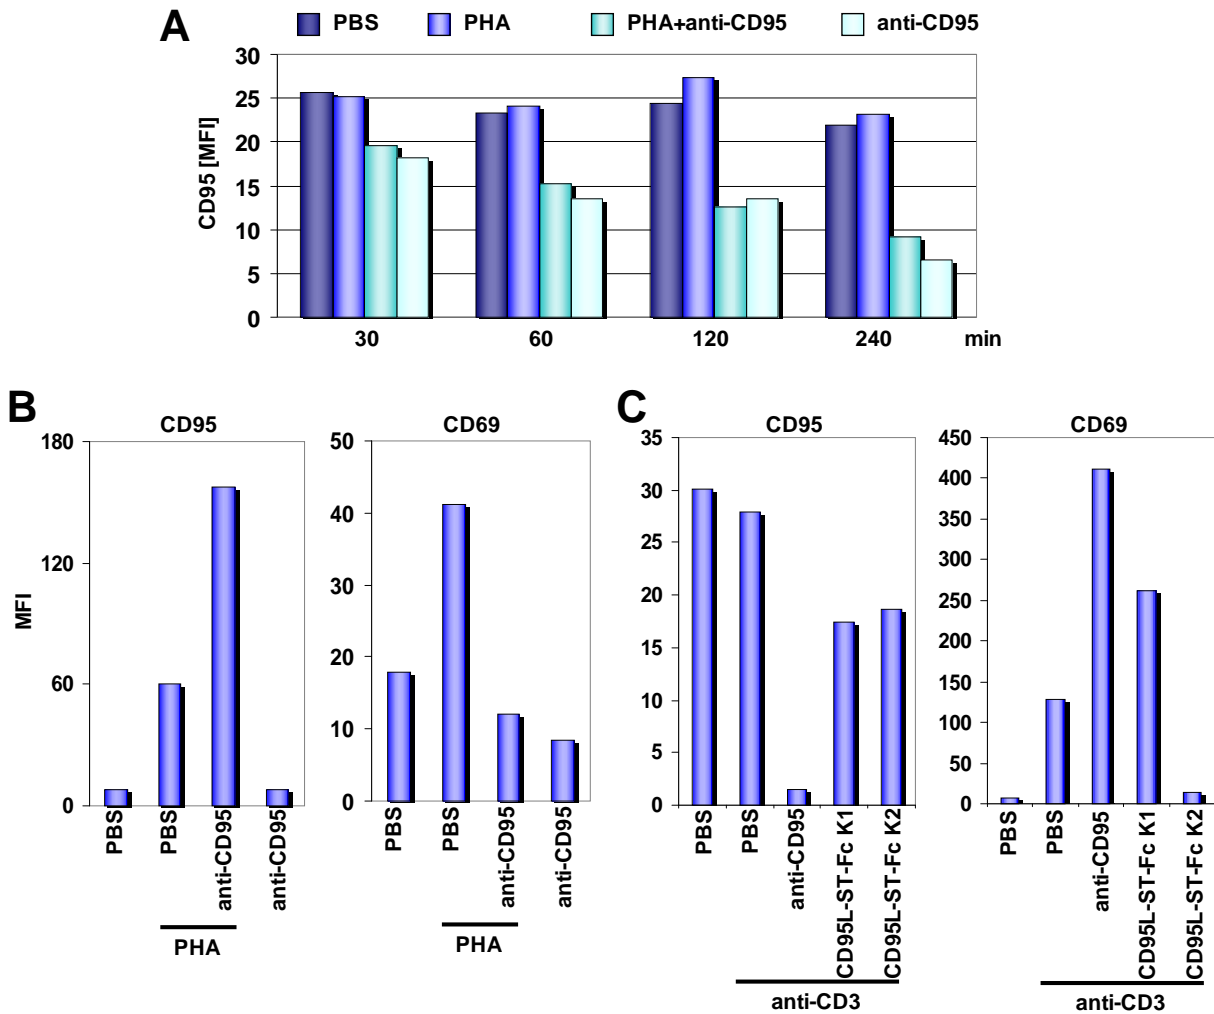 A
PBS PHA PHA+anti-CD95 anti-CD95
CD95 [MFI]
30
25
20
15
10
5
0
30 60 120 240 min
B
CD95
MFI
180
120
60
0
PBS
PBS
anti-CD95
anti-CD95
PHA
CD69
50
40
30
20
10
0
PBS
PBS
anti-CD95
anti-CD95
PHA
C
CD95
35
30
25
20
15
10
5
0
PBS
PBS
anti-CD95
CD95L-ST-Fc K1
CD95L-ST-Fc K2
anti-CD3
CD69
450
400
350
300
250
200
150
100
50
0
PBS
PBS
anti-CD95
CD95L-ST-Fc K1
CD95L-ST-Fc K2
anti-CD3